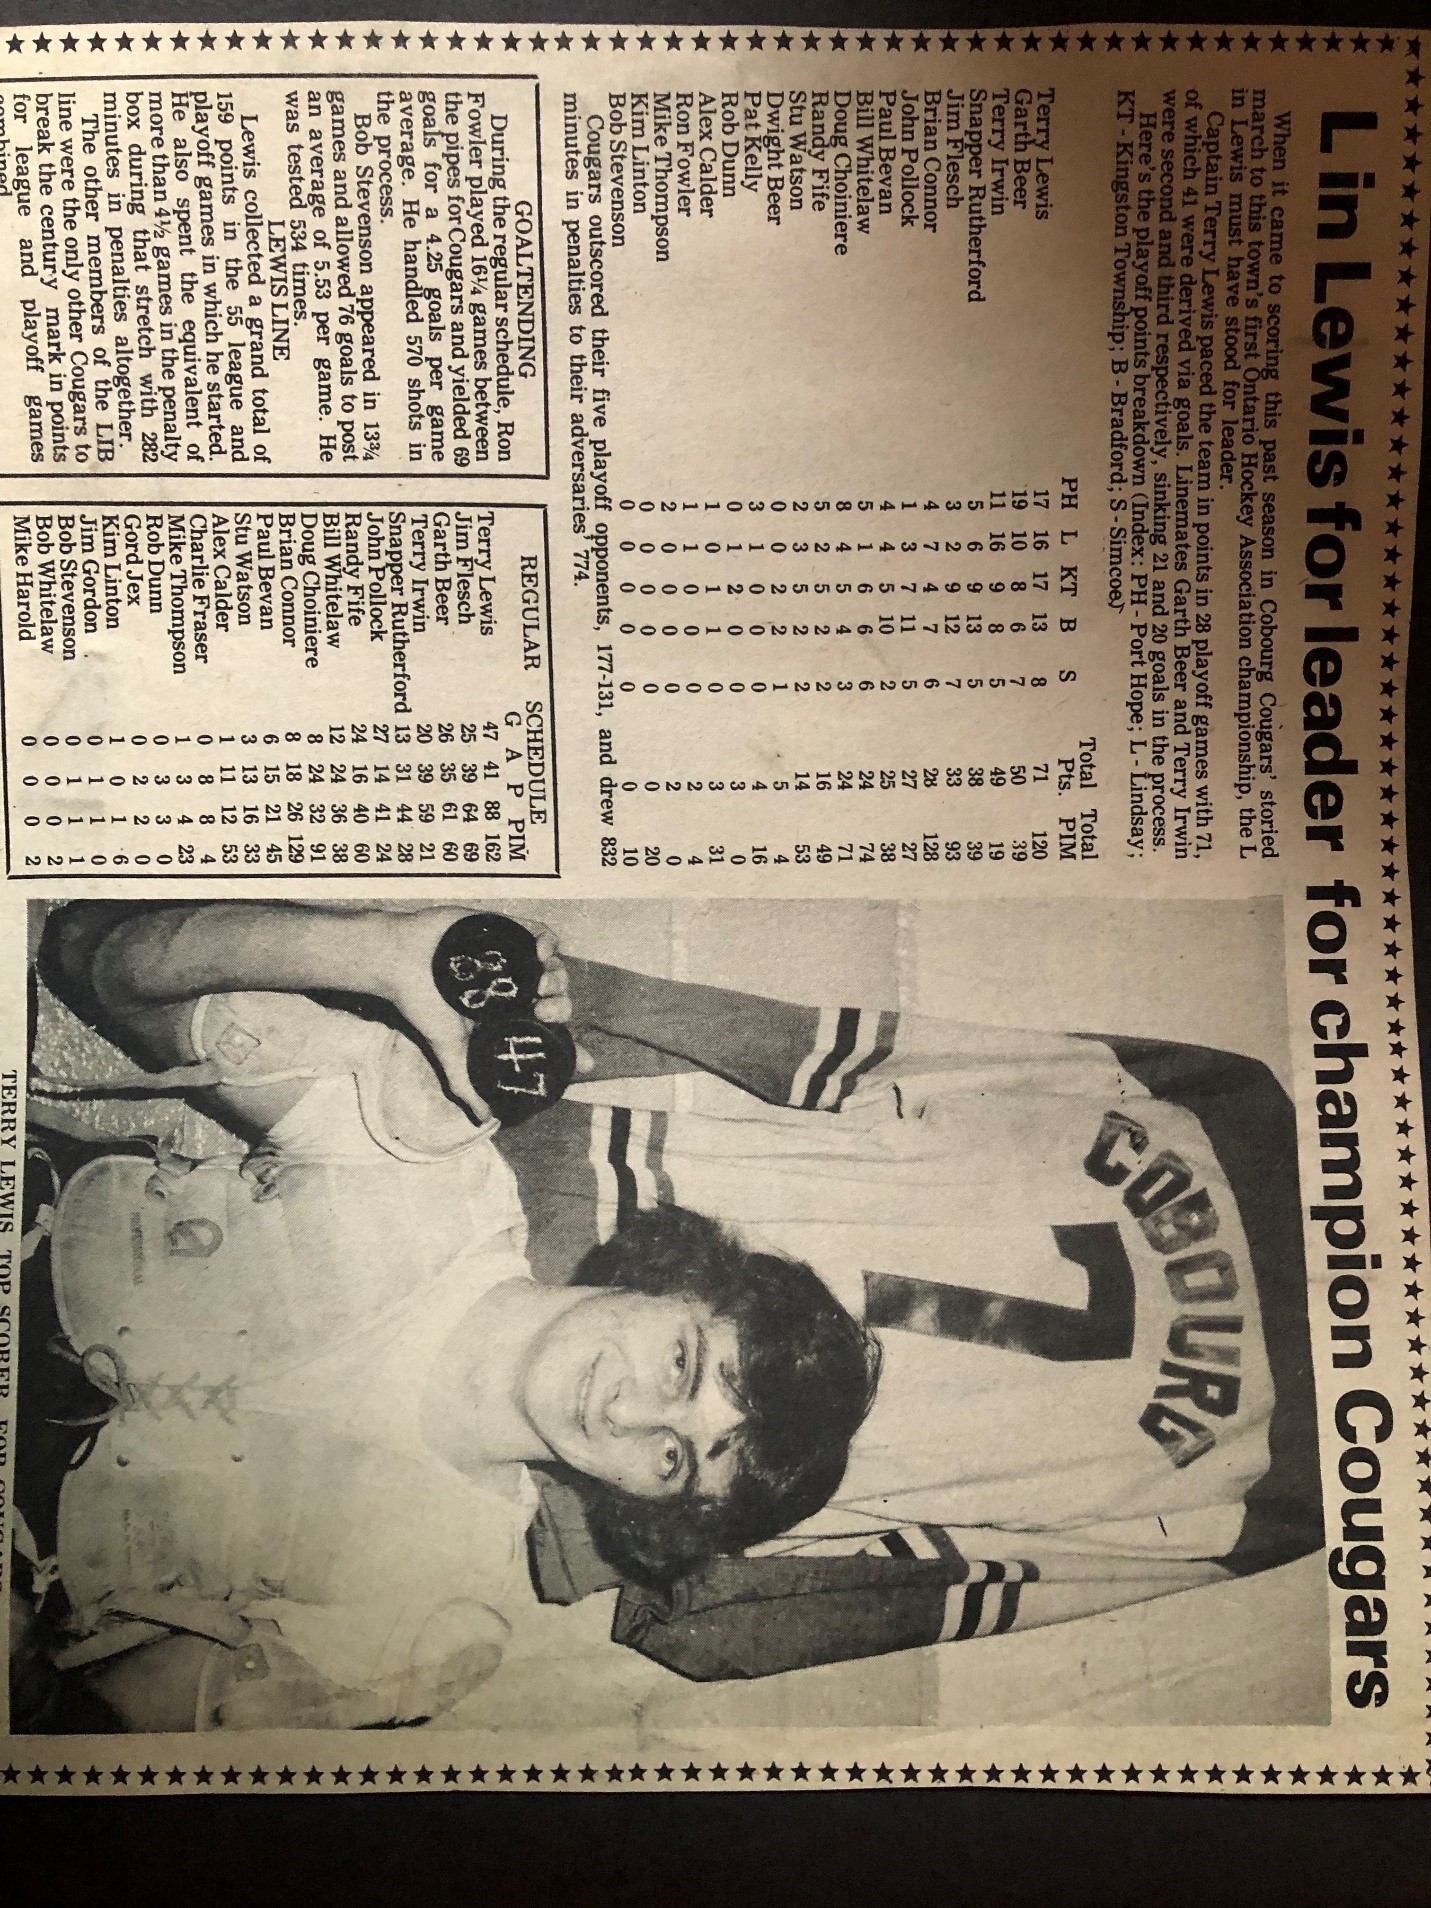 L in Lewis for leader for champion Cougars
When it came to scoring this past season in Cobourg Cougars' storied
march to this town's first Ontario Hockey Association championship, the L
in Lewis must have stood for leader.
Captain Terry Lewis paced the team in points in 28 playoff games with 71,
of which 41 were derived via goals. Linemates Garth Beer and Terry Irwin
were second and third respectively, sinking 21 and 20 goals in the process.
Here's the playoff points breakdown (Index: PH - Port Hope; L - Lindsay;
KT - Kingston Township; B - Bradford; S - Simcoe)
Total Total
PH L KT B S Pts. PIM
Terry Lewis 17 16 17 13 8 71 120
Garth Beer 19 10 8 6 7 50 39
Terry Irwin 11 16 9 8 5 49 19
Snapper Rutherford 5 6 9 13 5 38 39
Jim Flesch 3 2 9 12 7 33 93
Brian Connor 4 7 4 7 6 28 128
John Pollock 1 3 7 11 5 27 27
Paul Bevan 4 4 5 10 2 25 38
Bill Whitelaw 5 1 6 6 6 24 74
Doug Choiniere 8 4 5 4 3 24 71
Randy Fife 5 2 5 2 2 16 49
Stu Watson 2 3 5 2 2 14 53
Dwight Beer 0 0 2 2 1 5 4
Pat Kelly 3 1 0 0 0 4 16
Rob Dunn 0 1 2 0 0 3 0
Alex Calder 1 0 1 1 0 3 31
Ron Fowler 1 1 0 0 0 2 4
Mike Thompson 2 0 0 0 0 2 0
Kim Linton 0 0 0 0 0 0 20
Bob Stevenson 0 0 0 0 0 0 10
Cougars outscored their five playoff opponents, 177-131, and drew 832
minutes in penalties to their adversaries' 774.
GOALTENDING
During the regular schedule, Ron
Fowler played 16¼ games between
the pipes for Cougars and yielded 69
goals for a 4.25 goals per game
average. He handled 570 shots in
the process.
Bob Stevenson appeared in 13¾
games and allowed 76 goals to post
an average of 5.53 per game. He
was tested 534 times.
LEWIS LINE
Lewis collected a grand total of
159 points in the 55 league and
playoff games in which he started.
He also spent the equivalent of
more than 4½ games in the penalty
box during that stretch with 282
minutes in penalties altogether.
The other members of the LIB
line were the only other Cougars to
break the century mark in points
for league and playoff games
combined
REGULAR SCHEDULE
G A P PIM
Terry Lewis 47 41 88 162
Jim Flesch 25 39 64 69
Garth Beer 26 35 61 60
Terry Irwin 20 39 59 21
Snapper Rutherford 13 31 44 28
John Pollock 27 14 41 24
Randy Fife 24 16 40 60
Bill Whitelaw 12 24 36 38
Doug Choiniere 8 24 32 91
Brian Connor 8 18 26 129
Paul Bevan 6 15 21 45
Stu Watson 3 13 16 33
Alex Calder 1 11 12 53
Charlie Fraser 0 8 8 4
Mike Thompson 1 3 4 23
Rob Dunn 0 3 3 0
Gord Jex 0 2 2 0
Kim Linton 1 0 1 6
Jim Gordon 0 1 1 0
Bob Stevenson 0 1 1 1
Bob Whitelaw 0 0 0 2
Mike Harold 0 0 0 2
COBOURG
7
88
47
TERRY LEWIS TOP SCORER FOR COUGARS